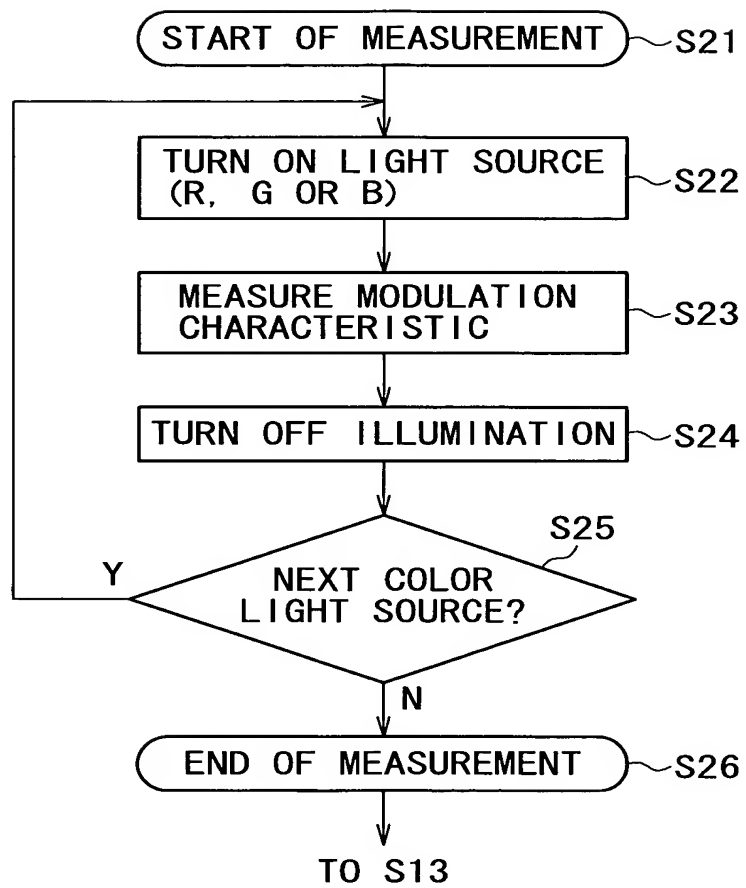 START OF MEASUREMENT
S21
TURN ON LIGHT SOURCE
(R, G OR B)
S22
MEASURE MODULATION
CHARACTERISTIC
S23
TURN OFF ILLUMINATION
S24
S25
Y
NEXT COLOR
LIGHT SOURCE?
N
END OF MEASUREMENT
S26
TO S13